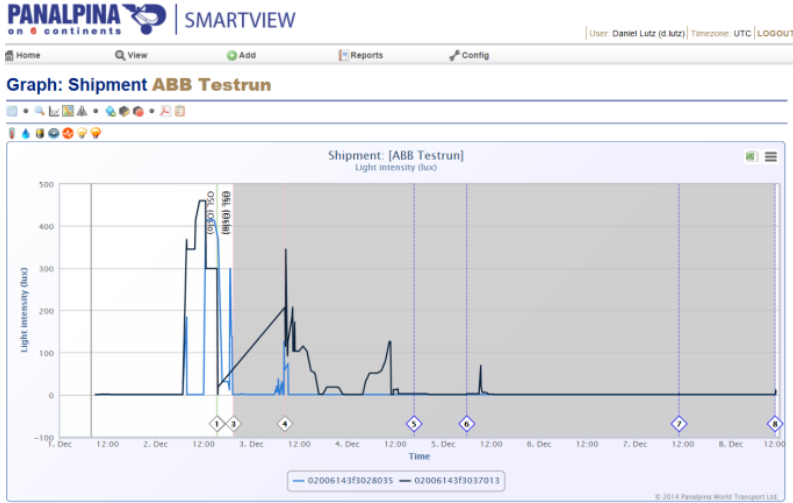 PANALPINA
on 6 continents
SMARTVIEW
User: Daniel Lutz (d.lutz) Timezone: UTC LOGOUT
Home View Add Reports Config
Graph: Shipment ABB Testrun
Shipment: [ABB Testrun]
Light intensity (lux)
Light intensity (lux)
500
400
300
200
100
0
-100
OSL (Oslo)
1 3 4 5 6 7 8
1. Dec 12:00 2. Dec 12:00 3. Dec 12:00 4. Dec 12:00 5. Dec 12:00 6. Dec 12:00 7. Dec 12:00 8. Dec 12:00
Time
02006143f3028035 02006143f3037013
© 2014 Panalpina World Transport Ltd.